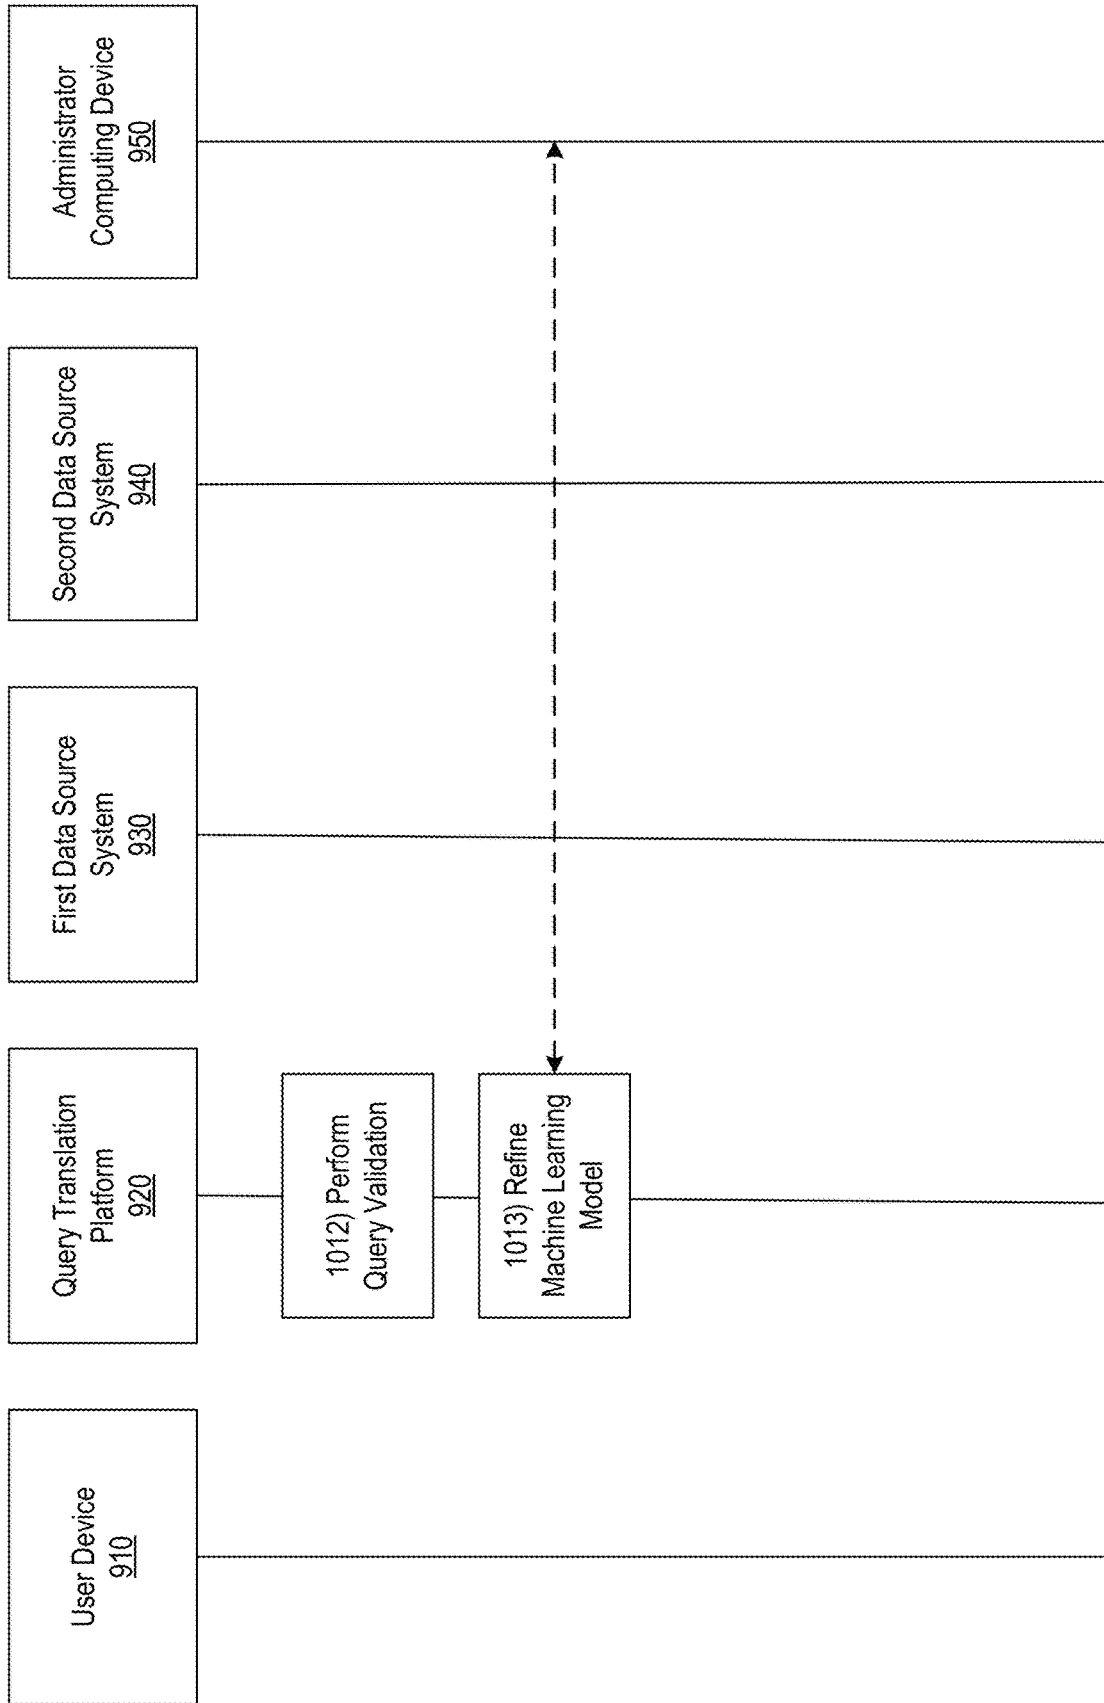 User Device
910
Query Translation
Platform
920
First Data Source
System
930
Second Data Source
System
940
Administrator
Computing Device
950
1012) Perform
Query Validation
1013) Refine
Machine Learning
Model